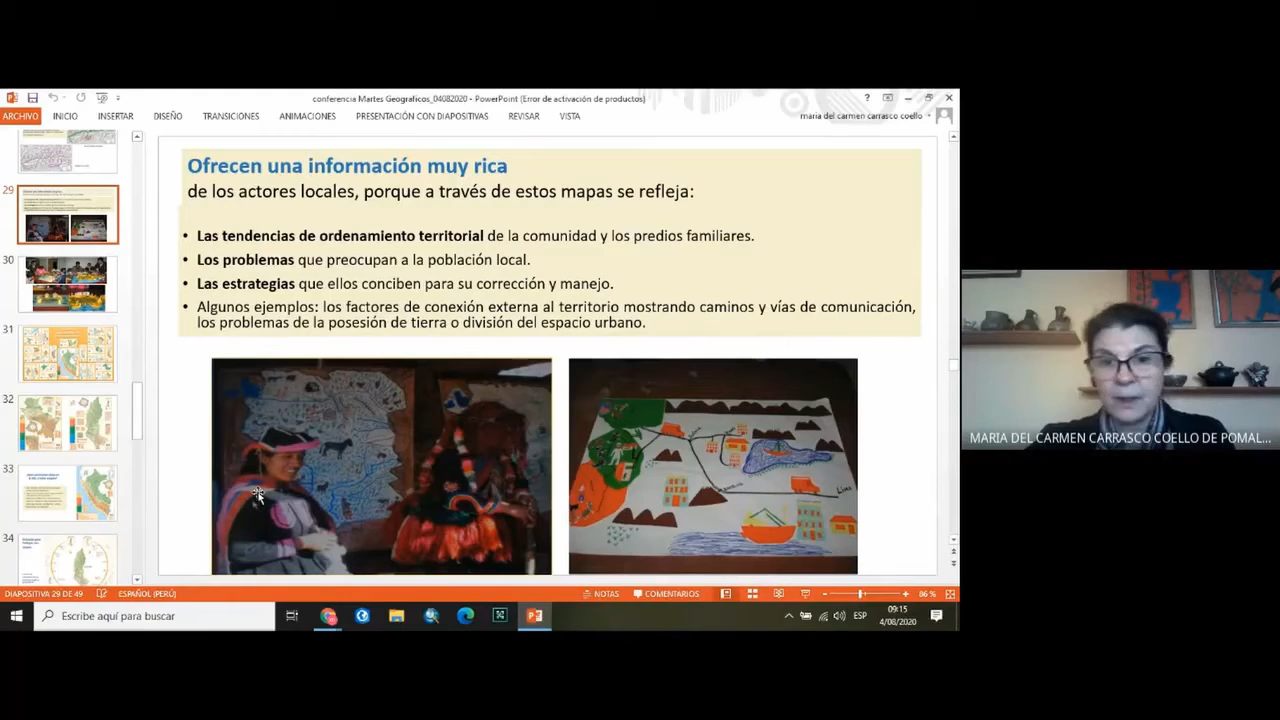 conferencia Martes Geograficos_04082020 - PowerPoint (Error de activación de productos)
ARCHIVO INICIO INSERTAR DISEÑO TRANSICIONES ANIMACIONES PRESENTACIÓN CON DIAPOSITIVAS REVISAR VISTA
maria del carmen carrasco coello
29
30
31
32
33
34
Ofrecen una información muy rica
de los actores locales, porque a través de estos mapas se refleja:
• Las tendencias de ordenamiento territorial de la comunidad y los predios familiares.
• Los problemas que preocupan a la población local.
• Las estrategias que ellos conciben para su corrección y manejo.
• Algunos ejemplos: los factores de conexión externa al territorio mostrando caminos y vías de comunicación,
los problemas de la posesión de tierra o división del espacio urbano.
Lima
MARIA DEL CARMEN CARRASCO COELLO DE POMAL...
DIAPOSITIVA 29 DE 49 ESPAÑOL (PERÚ) NOTAS COMENTARIOS 86 %
Escribe aquí para buscar
ESP
09:15
4/08/2020